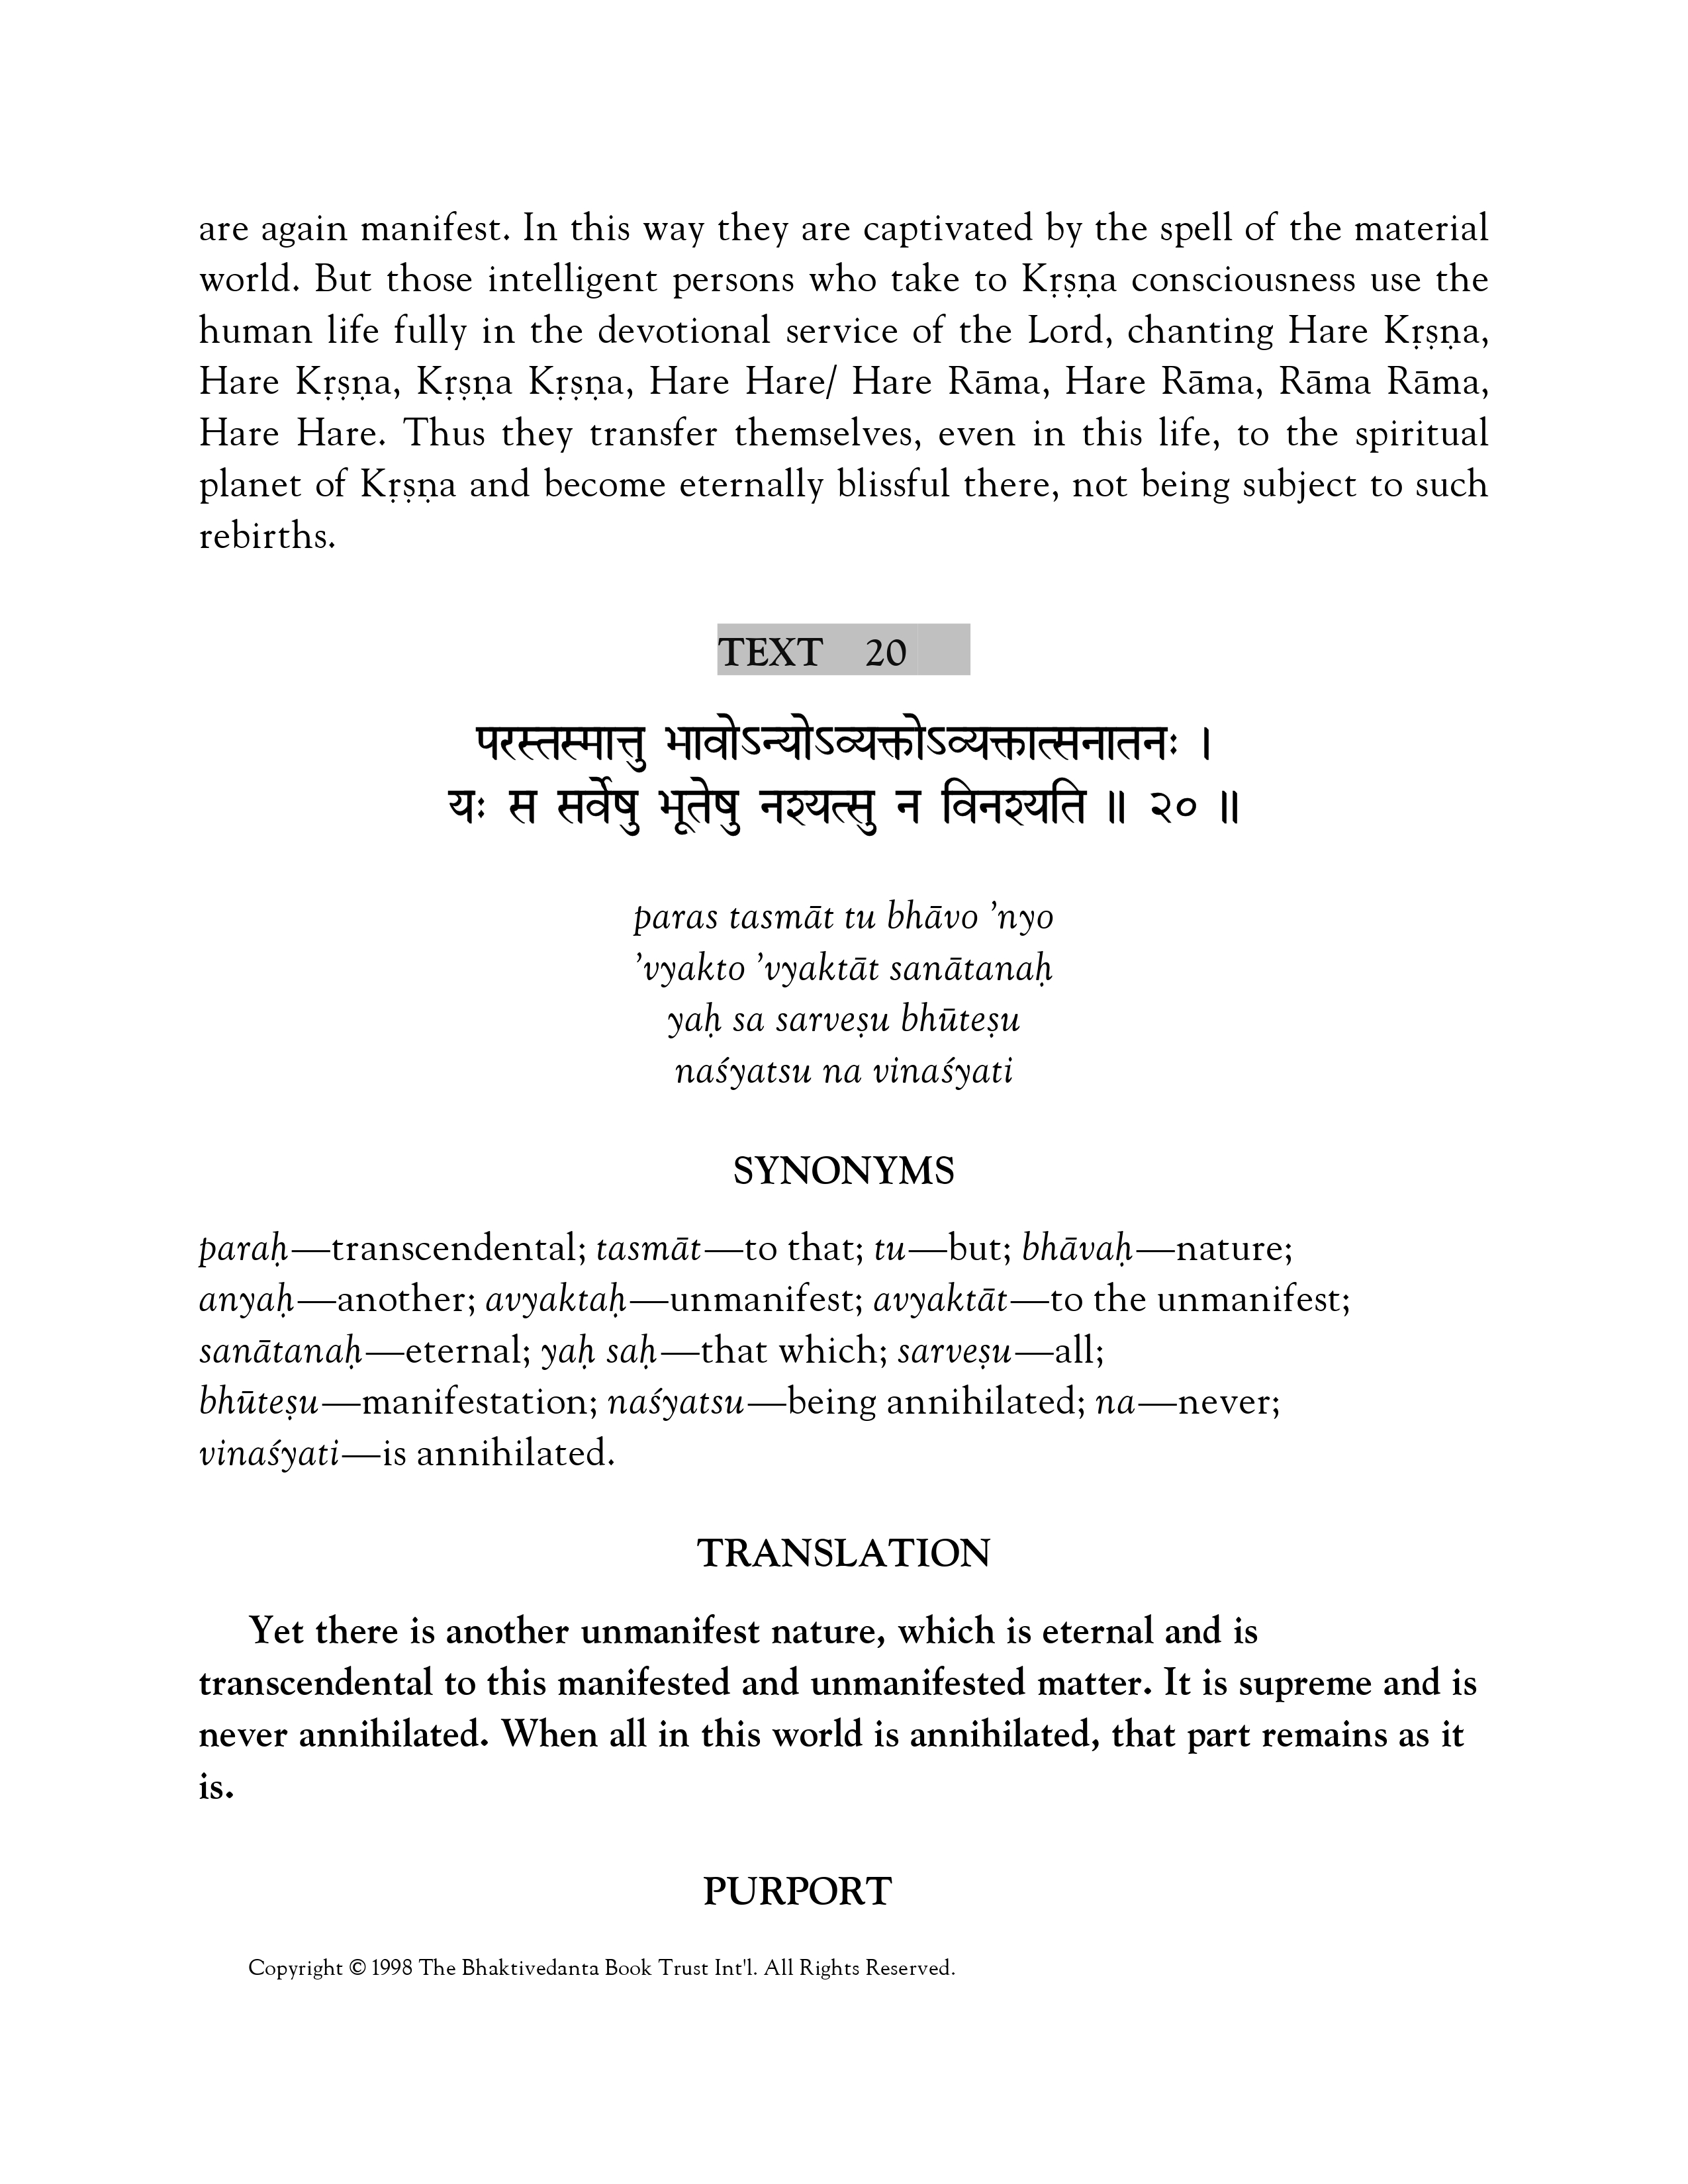 are again manifest. In this way they are captivated by the spell of the material
world. But those intelligent persons who take to Kṛṣṇa consciousness use the
human life fully in the devotional service of the Lord, chanting Hare Kṛṣṇa,
Hare Kṛṣṇa, Kṛṣṇa Kṛṣṇa, Hare Hare/ Hare Rāma, Hare Rāma, Rāma Rāma,
Hare Hare. Thus they transfer themselves, even in this life, to the spiritual
planet of Kṛṣṇa and become eternally blissful there, not being subject to such
rebirths.
TEXT 20
परस्तस्मात्तु भावोऽन्योऽव्यक्तोऽव्यक्तात्सनातनः ।
यः स सर्वेषु भूतेषु नश्यत्सु न विनश्यति ॥ २० ॥
paras tasmāt tu bhāvo ’nyo
’vyakto ’vyaktāt sanātanaḥ
yaḥ sa sarveṣu bhūteṣu
naśyatsu na vinaśyati
SYNONYMS
paraḥ—transcendental; tasmāt—to that; tu—but; bhāvaḥ—nature;
anyaḥ—another; avyaktaḥ—unmanifest; avyaktāt—to the unmanifest;
sanātanaḥ—eternal; yaḥ saḥ—that which; sarveṣu—all;
bhūteṣu—manifestation; naśyatsu—being annihilated; na—never;
vinaśyati—is annihilated.
TRANSLATION
Yet there is another unmanifest nature, which is eternal and is
transcendental to this manifested and unmanifested matter. It is supreme and is
never annihilated. When all in this world is annihilated, that part remains as it
is.
PURPORT
Copyright © 1998 The Bhaktivedanta Book Trust Int'l. All Rights Reserved.